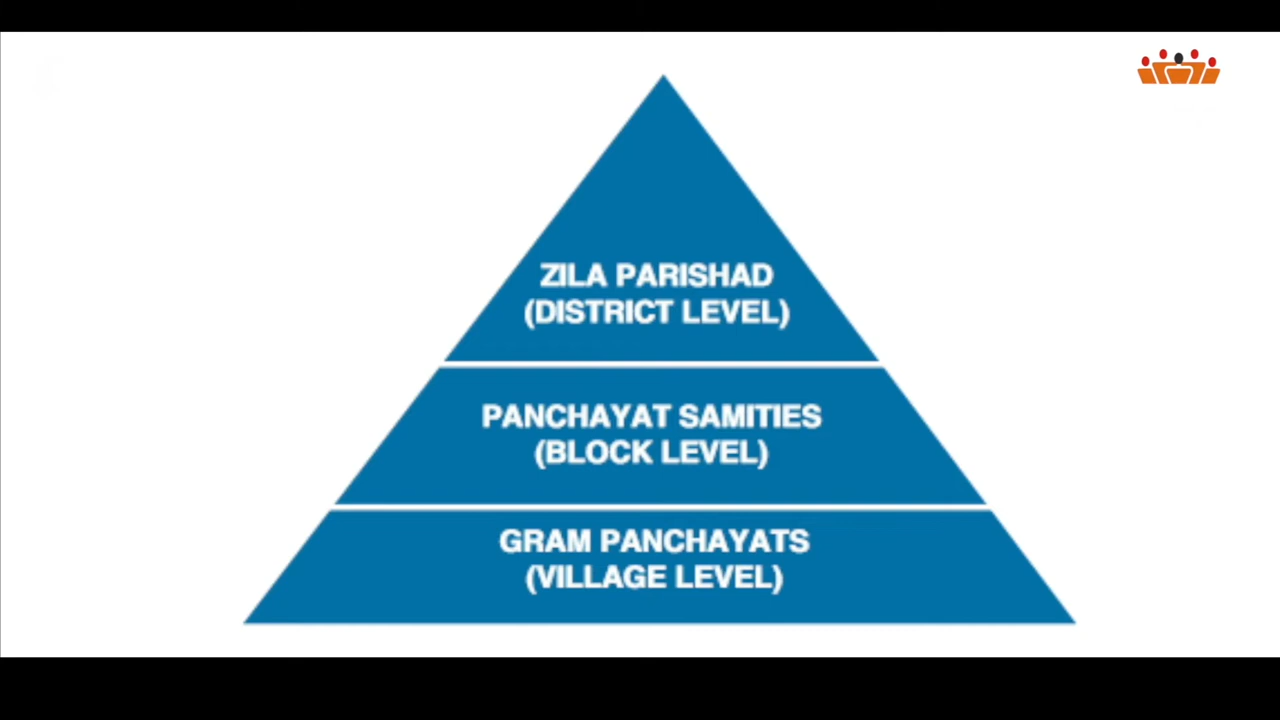 ZILA PARISHAD
(DISTRICT LEVEL)
PANCHAYAT SAMITIES
(BLOCK LEVEL)
GRAM PANCHAYATS
(VILLAGE LEVEL)